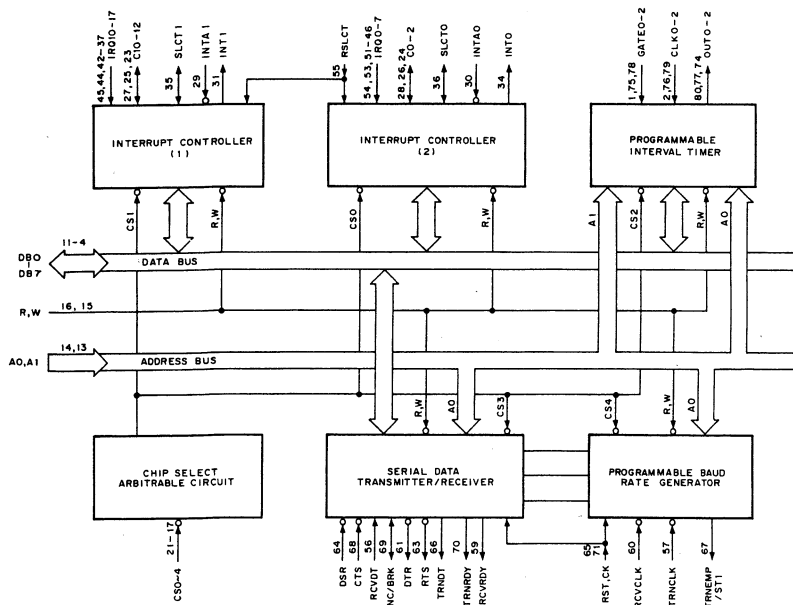 45,44,42-37
IRQ10-17
27,25,23
C10-12
35
SLCT1
29
INTA1
31
INT1
55
RSLCT
54,53,51-46
IRQ0-7
28,26,24
C0-2
36
SLCT0
30
INTA0
34
INT0
1,75,78
GATE0-2
2,76,79
CLK0-2
80,77,74
OUT0-2
INTERRUPT CONTROLLER
(1)
INTERRUPT CONTROLLER
(2)
PROGRAMMABLE
INTERVAL TIMER
CS1
R,W
CS0
R,W
A1
CS2
R,W
A0
DB0
|
DB7
11-4
DATA BUS
R,W
16, 15
A0,A1
14,13
ADDRESS BUS
R,W
A0
CS3
CS4
R,W
A0
CHIP SELECT
ARBITRABLE CIRCUIT
SERIAL DATA
TRANSMITTER/RECEIVER
PROGRAMMABLE BAUD
RATE GENERATOR
21-17
CS0-4
64
DSR
68
CTS
56
RCVDT
69
NC/BRK
61
DTR
63
RTS
66
TRNDT
70
TRNRDY
59
RCVRDY
65
71
RST,CK
60
RCVCLK
57
TRNCLK
67
TRNEMP
/ST1